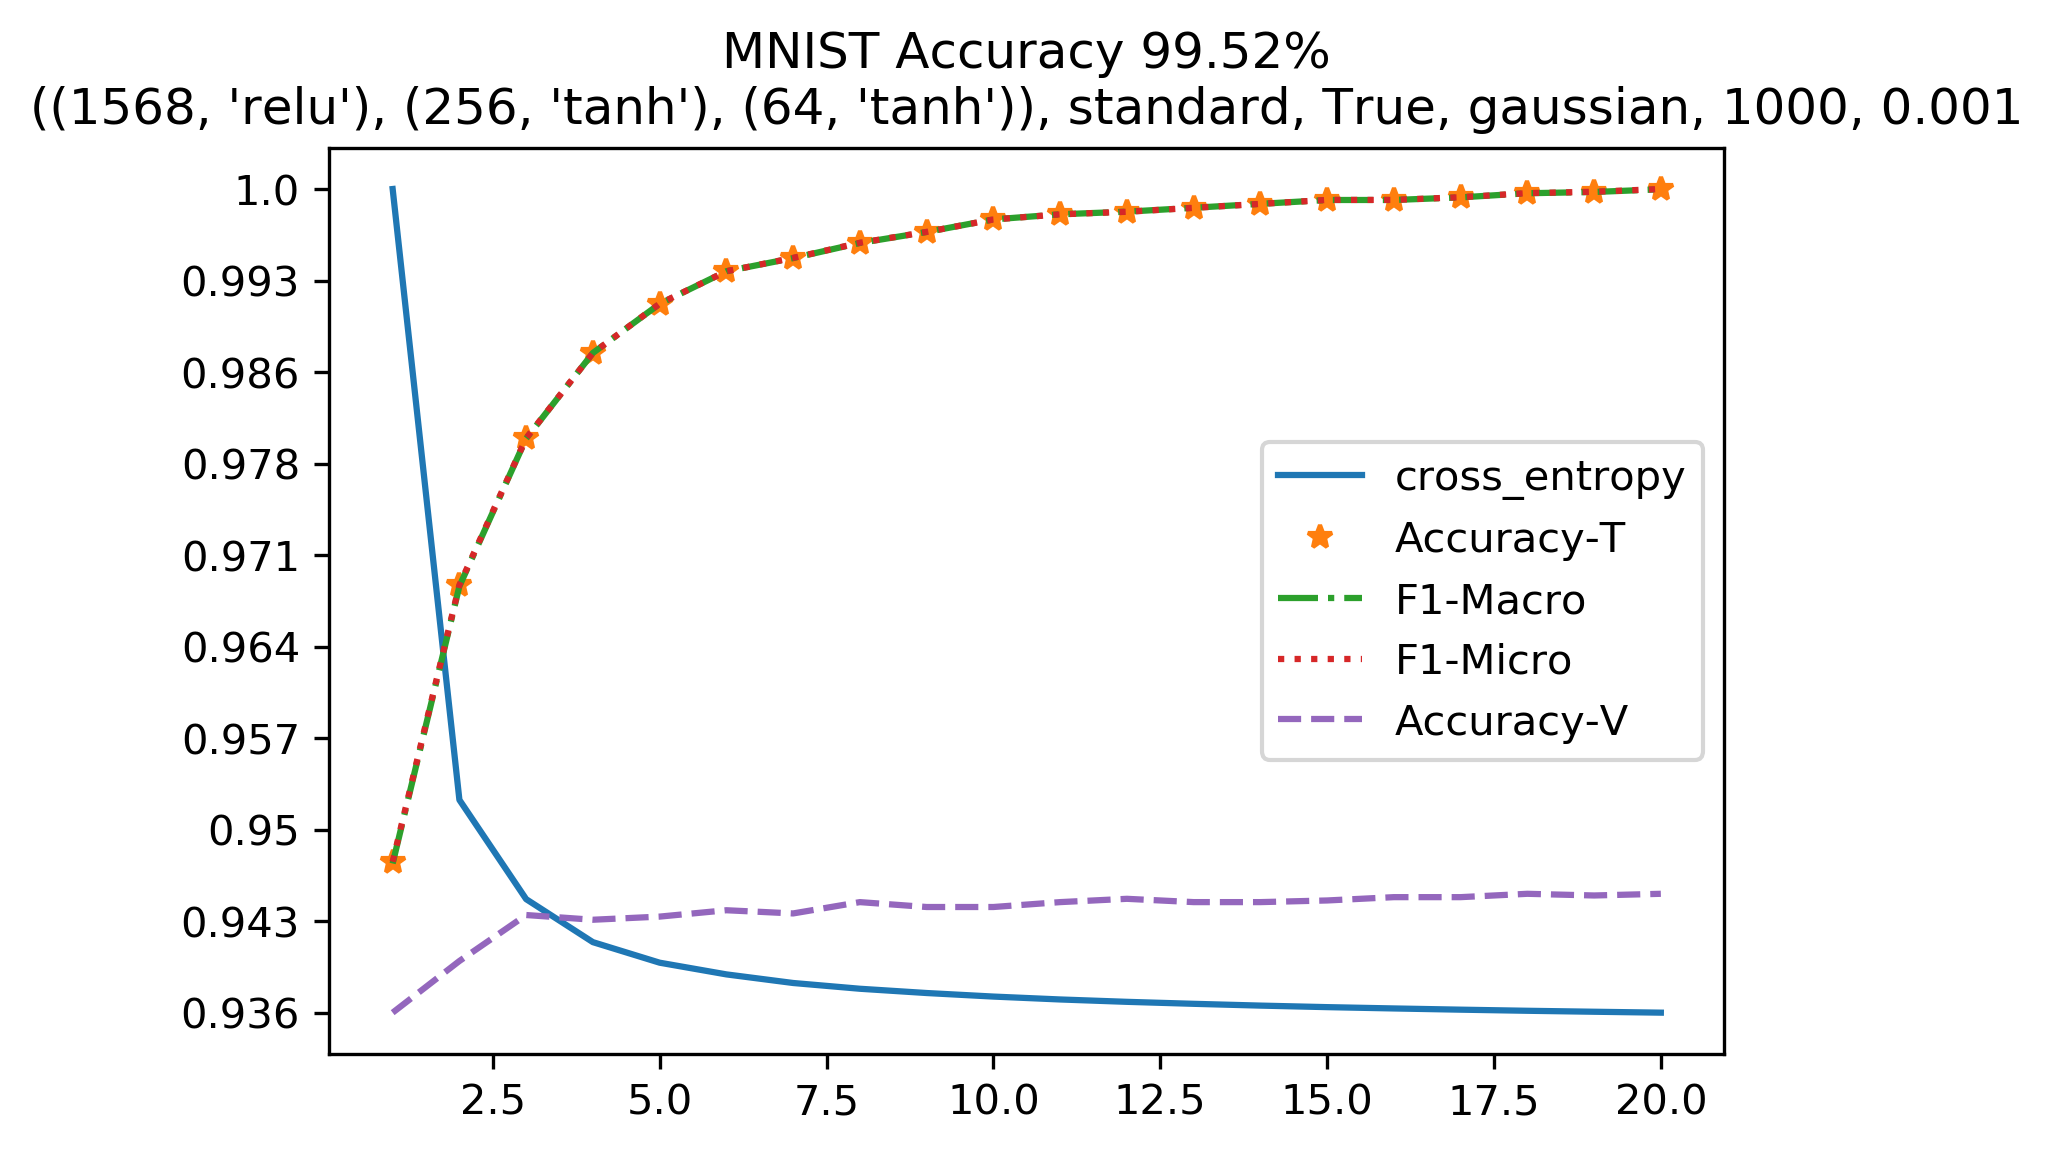 MNIST Accuracy 99.52%
((1568, 'relu'), (256, 'tanh'), (64, 'tanh')), standard, True, gaussian, 1000, 0.001
1.0
0.993
0.986
0.978
0.971
0.964
0.957
0.95
0.943
0.936
cross_entropy
Accuracy-T
F1-Macro
F1-Micro
Accuracy-V
2.5 5.0 7.5 10.0 12.5 15.0 17.5 20.0